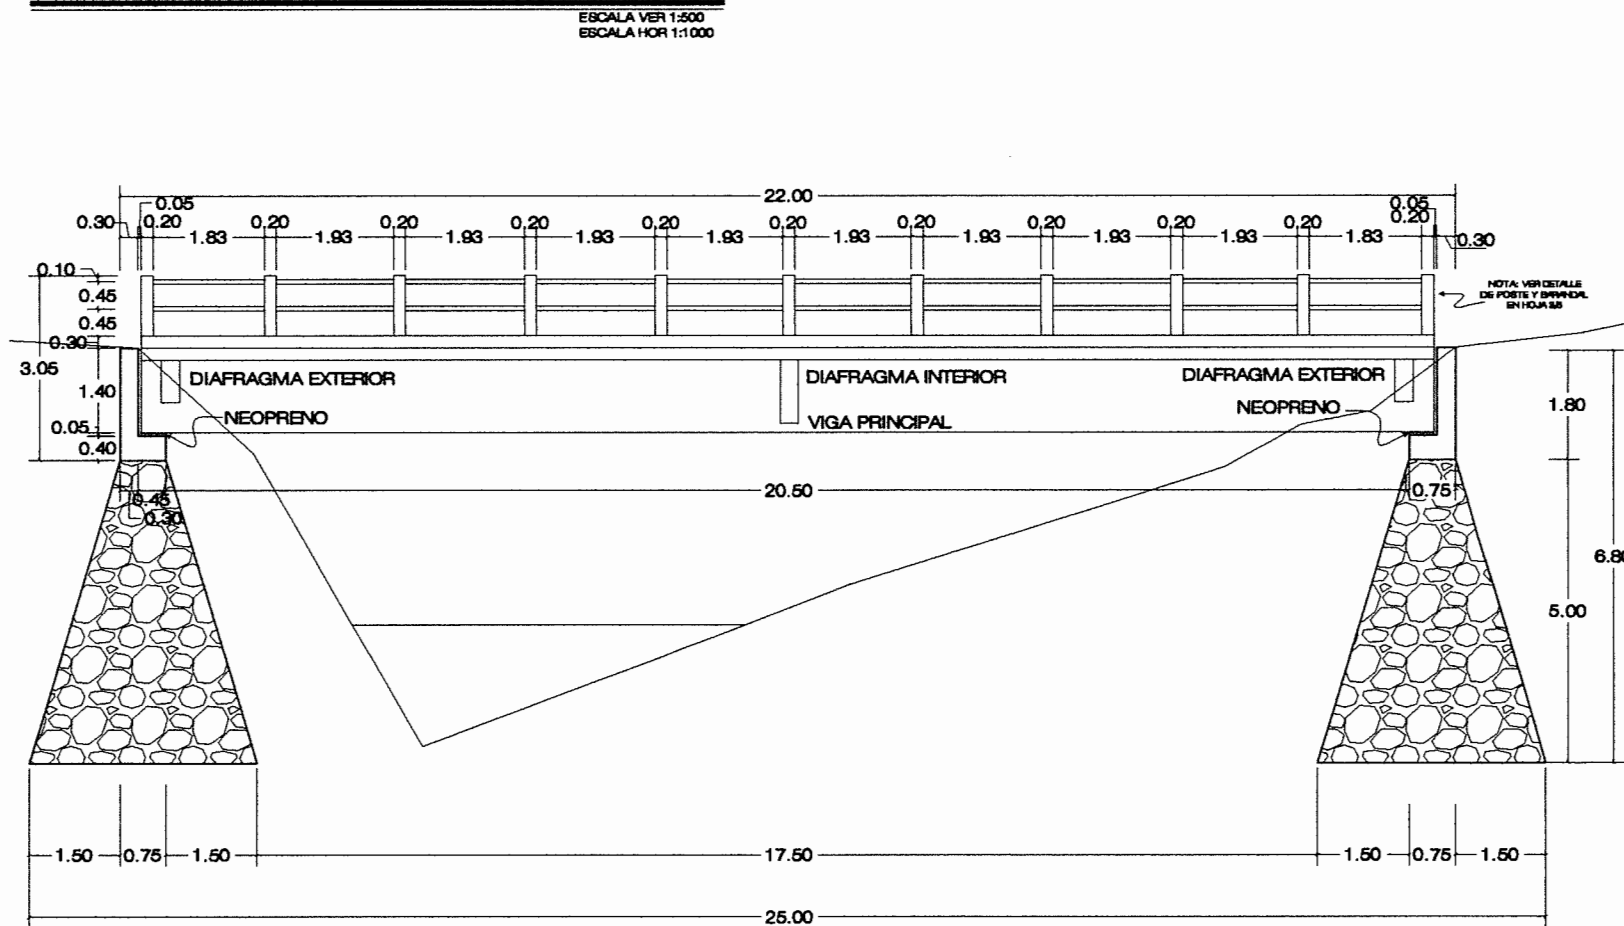 ESCALA VER 1:500
ESCALA HOR 1:1000
22.00
0.05 0.05
0.30 0.20 0.20 0.20 0.20 0.20 0.20 0.20 0.20 0.20 0.20 0.20
1.83 1.93 1.93 1.93 1.93 1.93 1.93 1.93 1.93 1.83 0.30
0.10
0.45
0.45
0.30
3.05
1.40
0.05
0.40
NOTA: VER DETALLE
DE POSTE Y BARANDAL
EN HOJA
DIAFRAGMA EXTERIOR DIAFRAGMA INTERIOR DIAFRAGMA EXTERIOR
NEOPRENO VIGA PRINCIPAL NEOPRENO
1.80
0.45
0.30
20.50
0.75
5.00
6.80
1.50 0.75 1.50 17.50 1.50 0.75 1.50
25.00